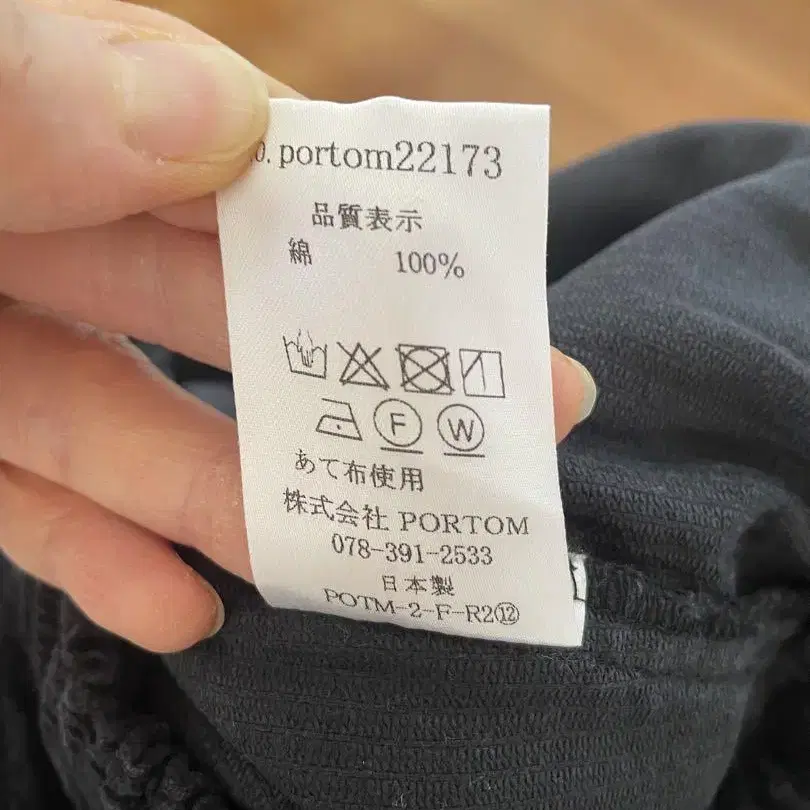 .0. portom22173
品質表示
綿 100%
F W
あて布使用
株式会社 PORTOM
078-391-2533
日本製
POTM-2-F-R2⑫